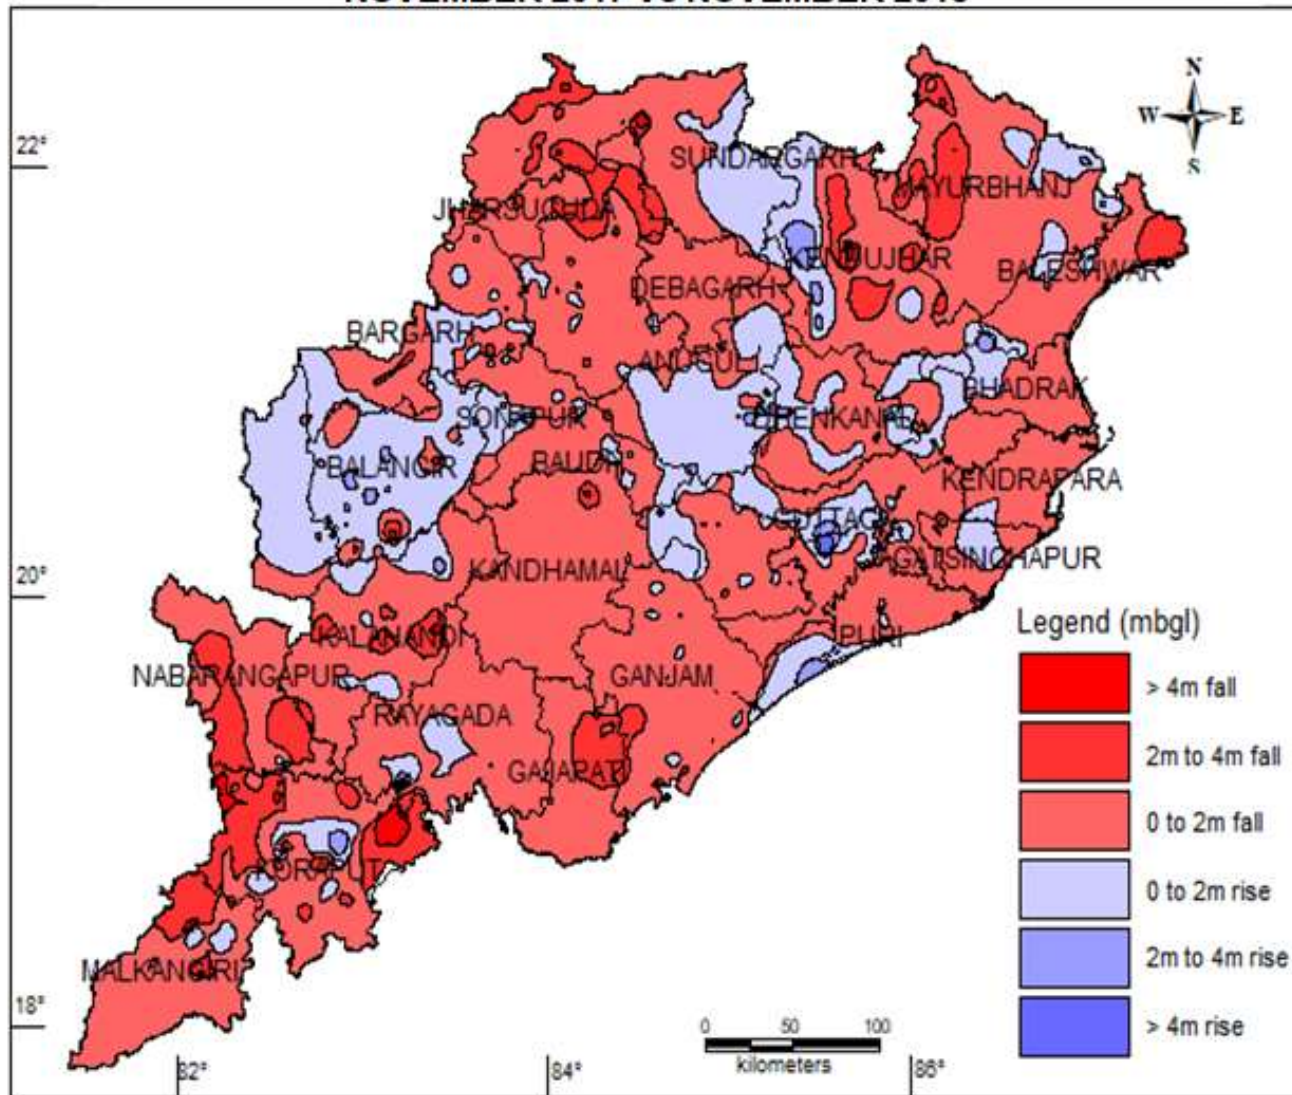 N
W E
S
22°
SUNDARGARH
MAYURBHANJ
JHARSUGUDA
KENDUJHAR
BALESHWAR
DEBAGARH
BARGARH
ANUGUL
BHADRAK
SONEPUR
DHENKANAL
BALANGIR
BAUDH
KENDRAPARA
CUTTACK
GATSINGHAPUR
20°
KANDHAMAL
Legend (mbgl)
KALAHANDI
PURI
NABARANGAPUR
GANJAM
> 4m fall
RAYAGADA
2m to 4m fall
GAJAPATI
0 to 2m fall
KORAPUT
0 to 2m rise
MALKANGIRI
2m to 4m rise
18°
0 50 100
> 4m rise
kilometers
82° 84° 86°